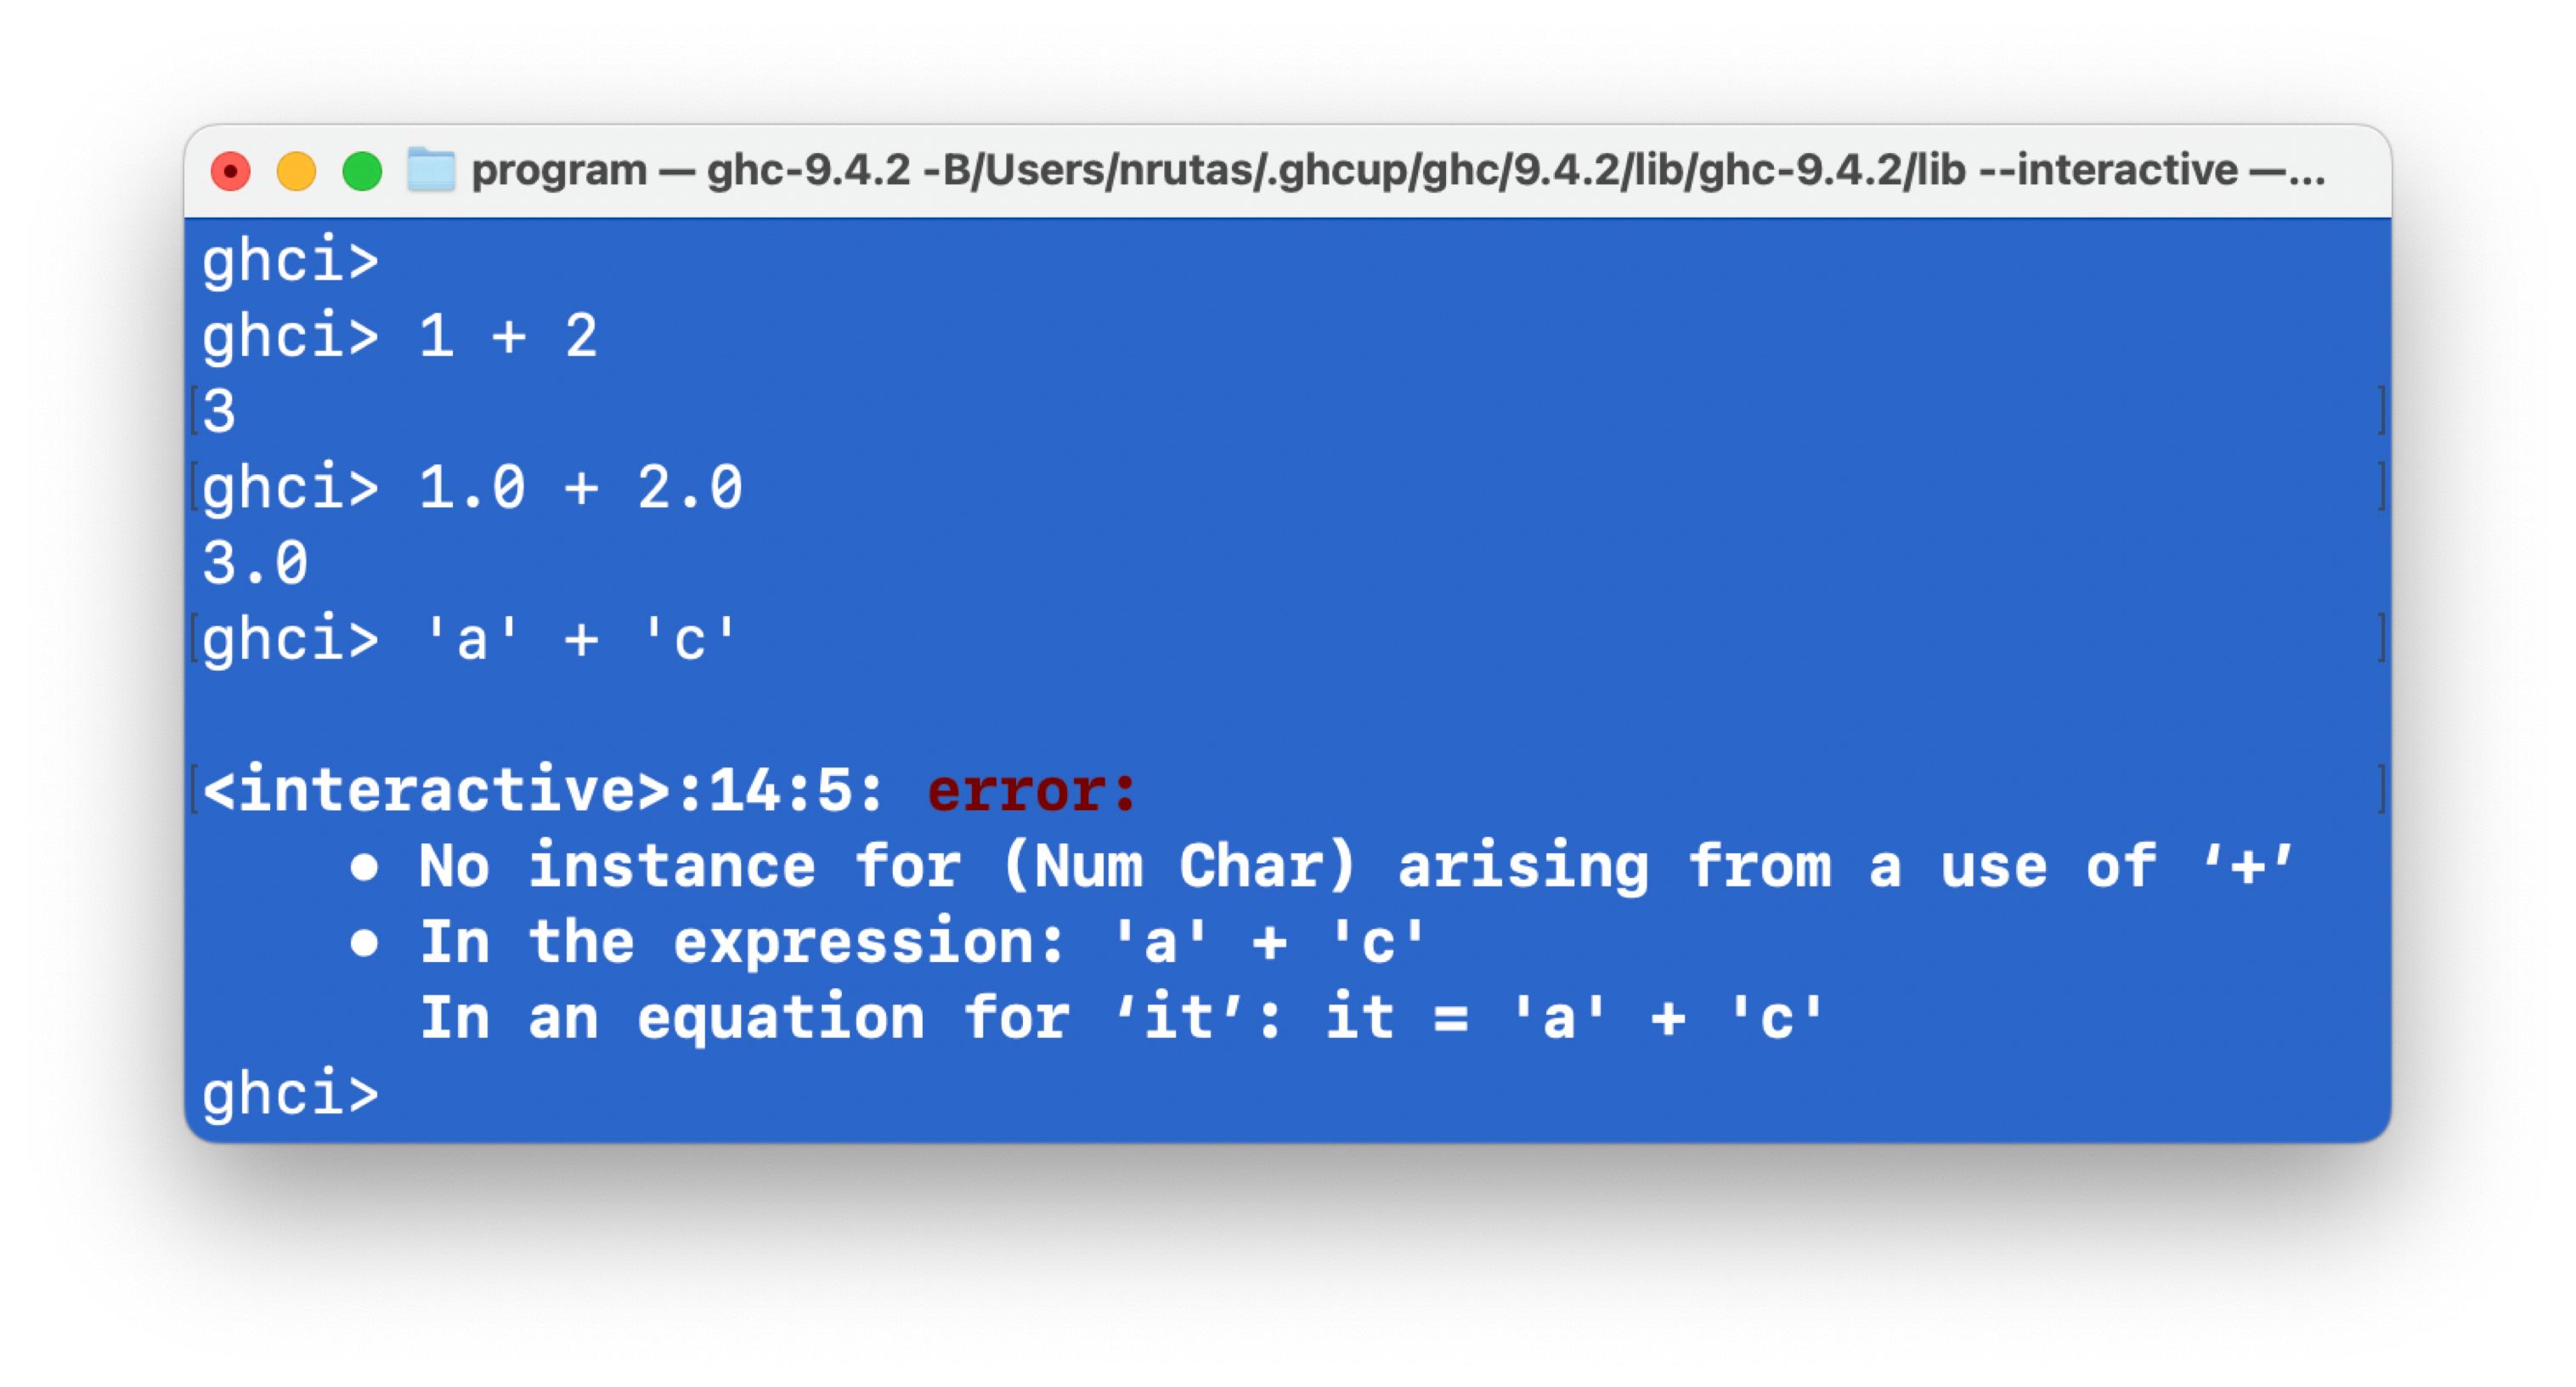 program — ghc-9.4.2 -B/Users/nrutas/.ghcup/ghc/9.4.2/lib/ghc-9.4.2/lib --interactive —...
ghci>
ghci> 1 + 2
[3 ]
[ghci> 1.0 + 2.0 ]
3.0
[ghci> 'a' + 'c' ]
[<interactive>:14:5: error: ]
    • No instance for (Num Char) arising from a use of ‘+’
    • In the expression: 'a' + 'c'
      In an equation for ‘it’: it = 'a' + 'c'
ghci>